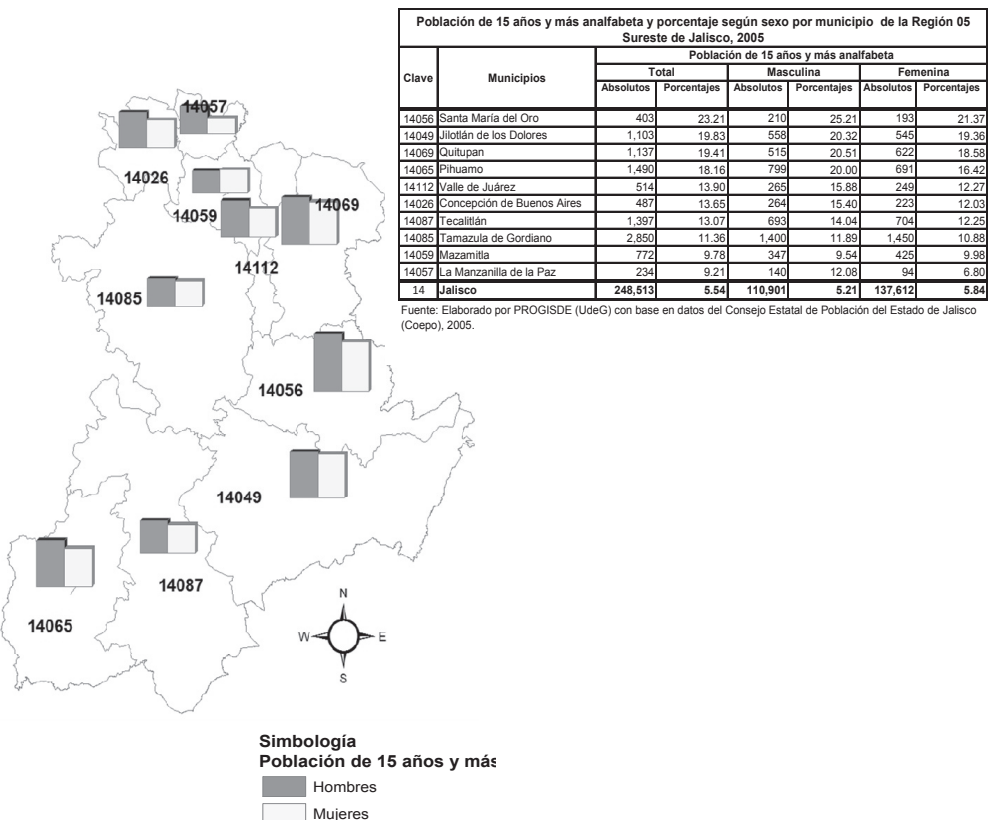 Población de 15 años y más analfabeta y porcentaje según sexo por municipio de la Región 05
Sureste de Jalisco, 2005
Clave Municipios Población de 15 años y más analfabeta
Total Masculina Femenina
Absolutos Porcentajes Absolutos Porcentajes Absolutos Porcentajes
14056 Santa María del Oro 403 23.21 210 25.21 193 21.37
14049 Jilotlán de los Dolores 1,103 19.83 558 20.32 545 19.36
14069 Quitupan 1,137 19.41 515 20.51 622 18.58
14065 Pihuamo 1,490 18.16 799 20.00 691 16.42
14112 Valle de Juárez 514 13.90 265 15.88 249 12.27
14026 Concepción de Buenos Aires 487 13.65 264 15.40 223 12.03
14087 Tecalitlán 1,397 13.07 693 14.04 704 12.25
14085 Tamazula de Gordiano 2,850 11.36 1,400 11.89 1,450 10.88
14059 Mazamitla 772 9.78 347 9.54 425 9.98
14057 La Manzanilla de la Paz 234 9.21 140 12.08 94 6.80
14 Jalisco 248,513 5.54 110,901 5.21 137,612 5.84
Fuente: Elaborado por PROGISDE (UdeG) con base en datos del Consejo Estatal de Población del Estado de Jalisco
(Coepo), 2005.
14057
14026
14059
14069
14112
14085
14056
14049
14087
14065
N
W E
S
Simbología
Población de 15 años y más
Hombres
Mujeres